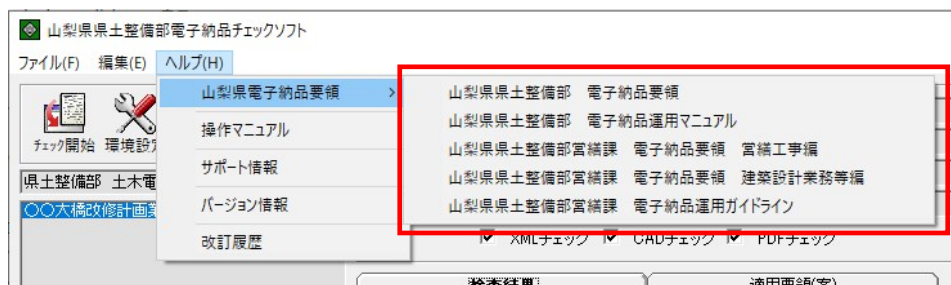 山梨県県土整備部電子納品チェックソフト
ファイル(F) 編集(E) ヘルプ(H)
山梨県電子納品要領 >
操作マニュアル
サポート情報
バージョン情報
改訂履歴
山梨県県土整備部 電子納品要領
山梨県県土整備部 電子納品運用マニュアル
山梨県県土整備部営繕課 電子納品要領 営繕工事編
山梨県県土整備部営繕課 電子納品要領 建築設計業務等編
山梨県県土整備部営繕課 電子納品運用ガイドライン
チェック開始 環境設
県土整備部 土木電
〇〇大橋改修計画
XMLチェック CADチェック PDFチェック
検査結果 適用要領(案)